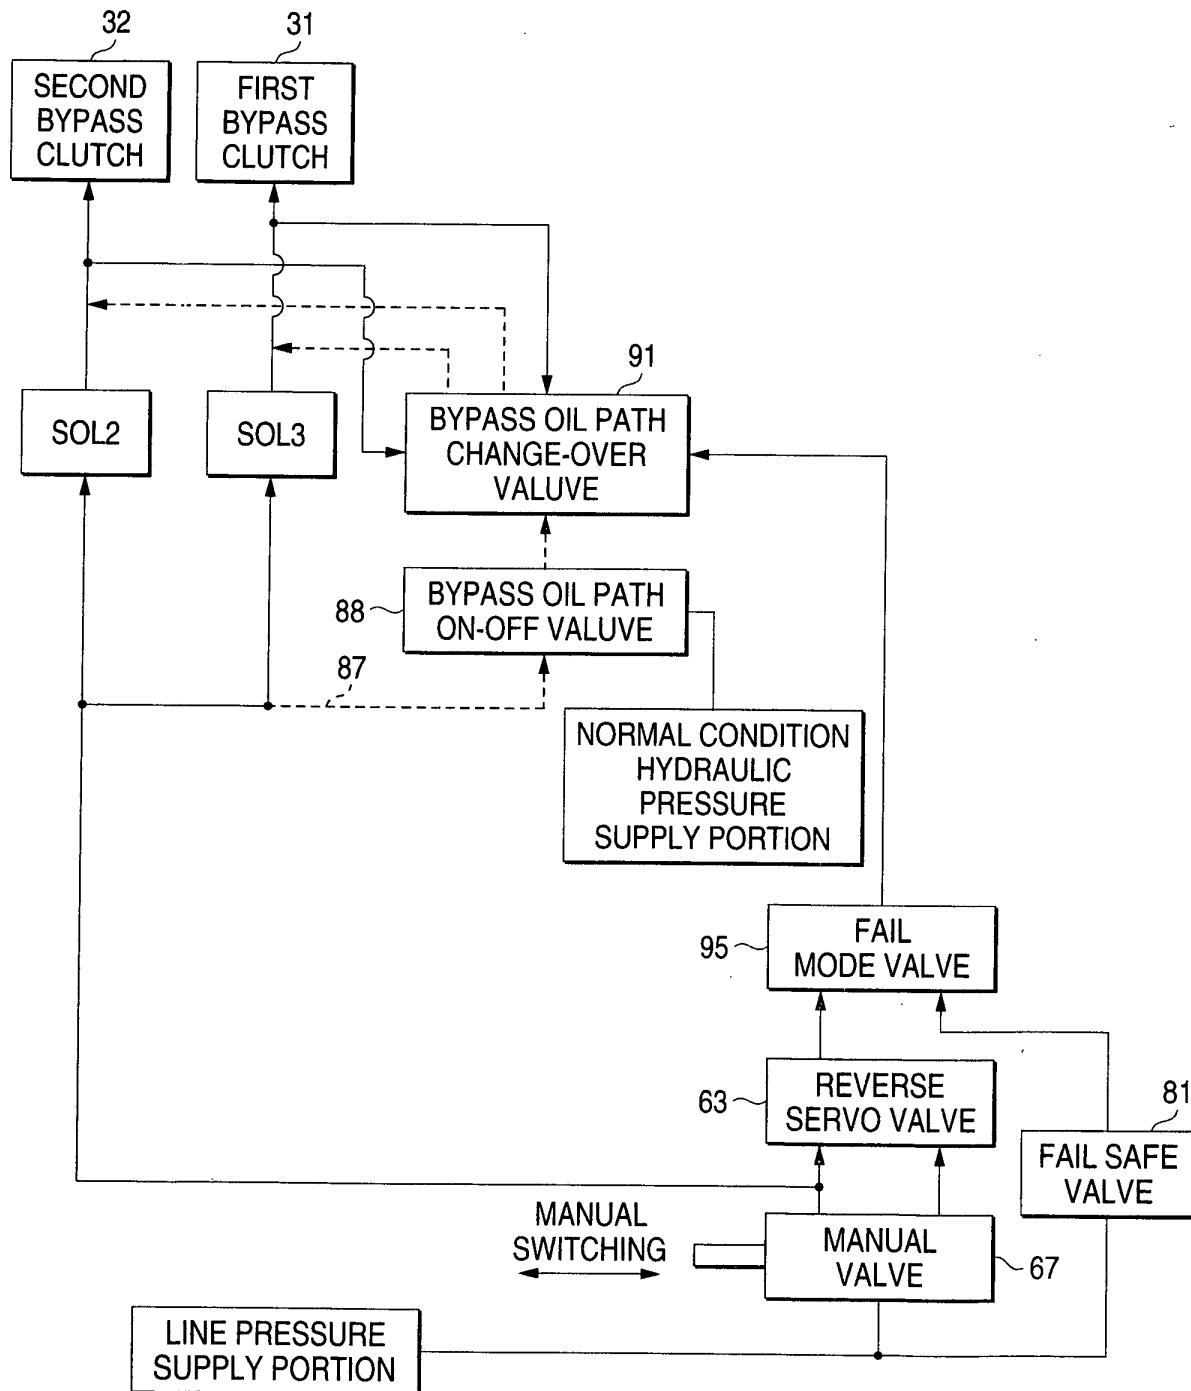 32
31
SECOND
BYPASS
CLUTCH
FIRST
BYPASS
CLUTCH
91
SOL2
SOL3
BYPASS OIL PATH
CHANGE-OVER
VALUVE
88
BYPASS OIL PATH
ON-OFF VALUVE
87
NORMAL CONDITION
HYDRAULIC
PRESSURE
SUPPLY PORTION
95
FAIL
MODE VALVE
63
REVERSE
SERVO VALVE
81
FAIL SAFE
VALVE
MANUAL
SWITCHING
MANUAL
VALVE
67
LINE PRESSURE
SUPPLY PORTION